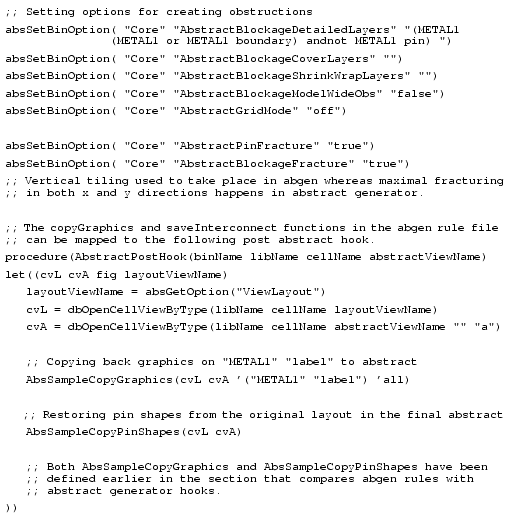 ;; Setting options for creating obstructions
absSetBinOption( "Core" "AbstractBlockageDetailedLayers" "(METAL1
(METAL1 or METAL1 boundary) andnot METAL1 pin) ")
absSetBinOption( "Core" "AbstractBlockageCoverLayers" "")
absSetBinOption( "Core" "AbstractBlockageShrinkWrapLayers" "")
absSetBinOption( "Core" "AbstractBlockageModelWideObs" "false")
absSetBinOption( "Core" "AbstractGridMode" "off")
absSetBinOption( "Core" "AbstractPinFracture" "true")
absSetBinOption( "Core" "AbstractBlockageFracture" "true")
;; Vertical tiling used to take place in abgen whereas maximal fracturing
;; in both x and y directions happens in abstract generator.
;; The copyGraphics and saveInterconnect functions in the abgen rule file
;; can be mapped to the following post abstract hook.
procedure(AbstractPostHook(binName libName cellName abstractViewName)
let((cvL cvA fig layoutViewName)
layoutViewName = absGetOption("ViewLayout")
cvL = dbOpenCellViewByType(libName cellName layoutViewName)
cvA = dbOpenCellViewByType(libName cellName abstractViewName "" "a")
;; Copying back graphics on "METAL1" "label" to abstract
AbsSampleCopyGraphics(cvL cvA '("METAL1" "label") 'all)
;; Restoring pin shapes from the original layout in the final abstract
AbsSampleCopyPinShapes(cvL cvA)
;; Both AbsSampleCopyGraphics and AbsSampleCopyPinShapes have been
;; defined earlier in the section that compares abgen rules with
;; abstract generator hooks.
))